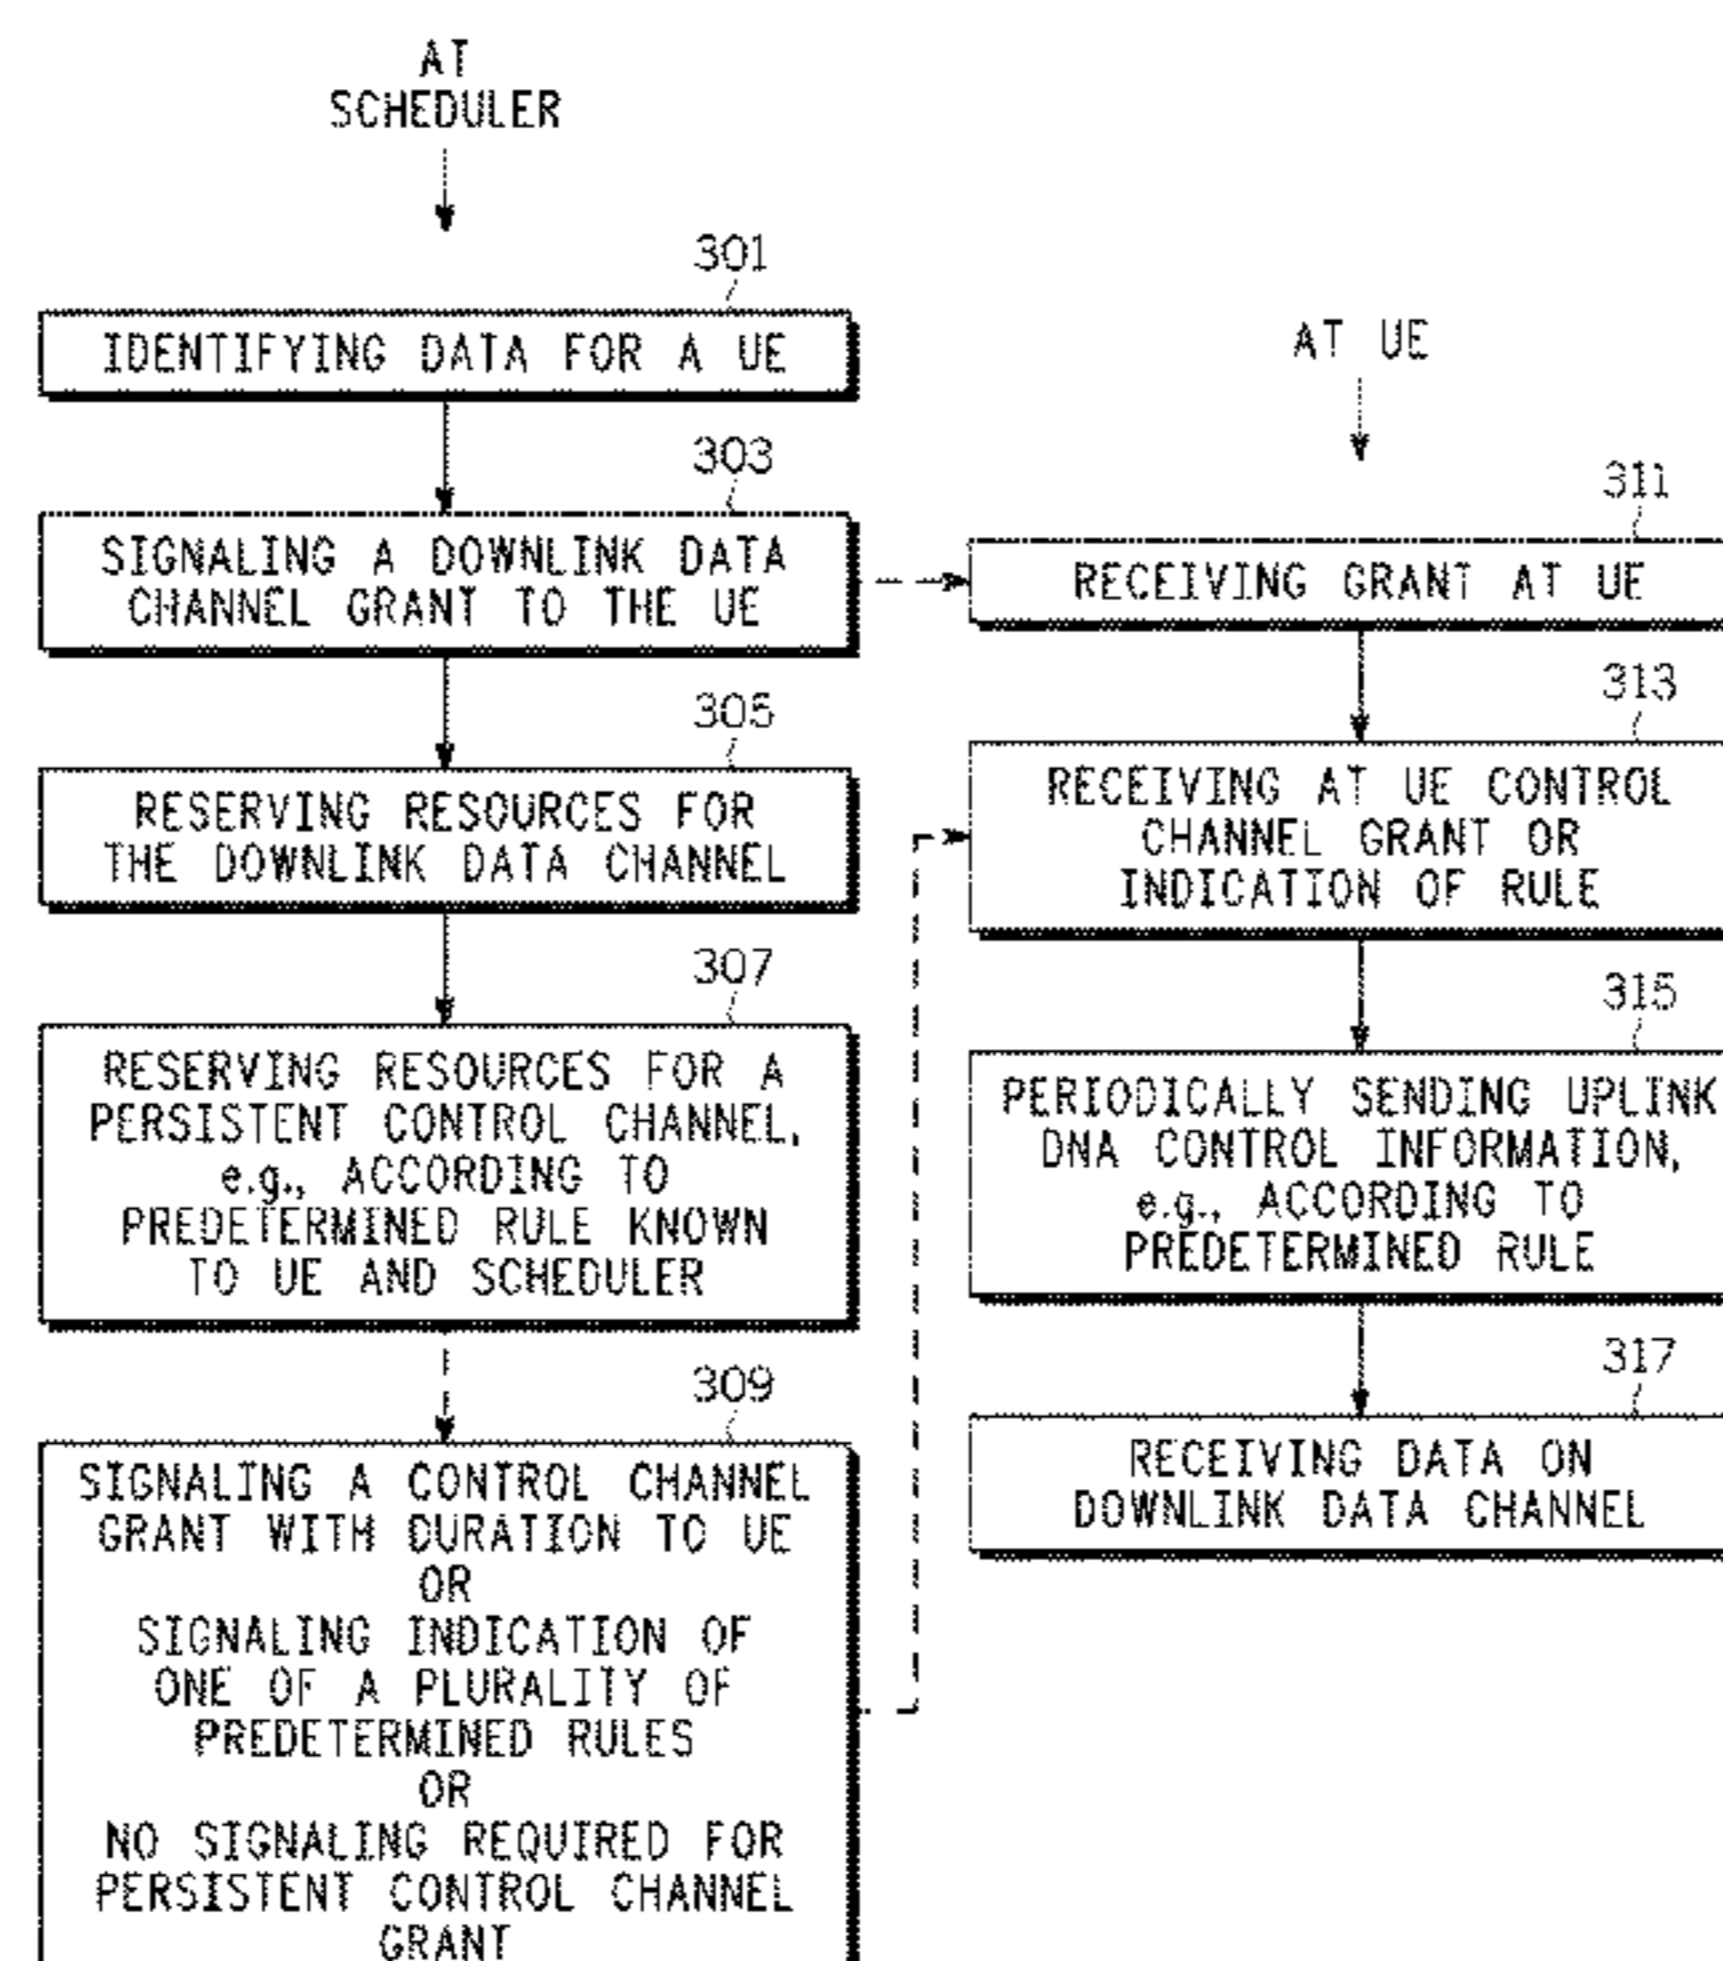 AT
SCHEDULER
301
IDENTIFYING DATA FOR A UE
303
SIGNALING A DOWNLINK DATA
CHANNEL GRANT TO THE UE
305
RESERVING RESOURCES FOR
THE DOWNLINK DATA CHANNEL
307
RESERVING RESOURCES FOR A
PERSISTENT CONTROL CHANNEL,
e.g., ACCORDING TO
PREDETERMINED RULE KNOWN
TO UE AND SCHEDULER
309
SIGNALING A CONTROL CHANNEL
GRANT WITH DURATION TO UE
OR
SIGNALING INDICATION OF
ONE OF A PLURALITY OF
PREDETERMINED RULES
OR
NO SIGNALING REQUIRED FOR
PERSISTENT CONTROL CHANNEL
GRANT
AT UE
311
RECEIVING GRANT AT UE
313
RECEIVING AT UE CONTROL
CHANNEL GRANT OR
INDICATION OF RULE
315
PERIODICALLY SENDING UPLINK
DNA CONTROL INFORMATION,
e.g., ACCORDING TO
PREDETERMINED RULE
317
RECEIVING DATA ON
DOWNLINK DATA CHANNEL